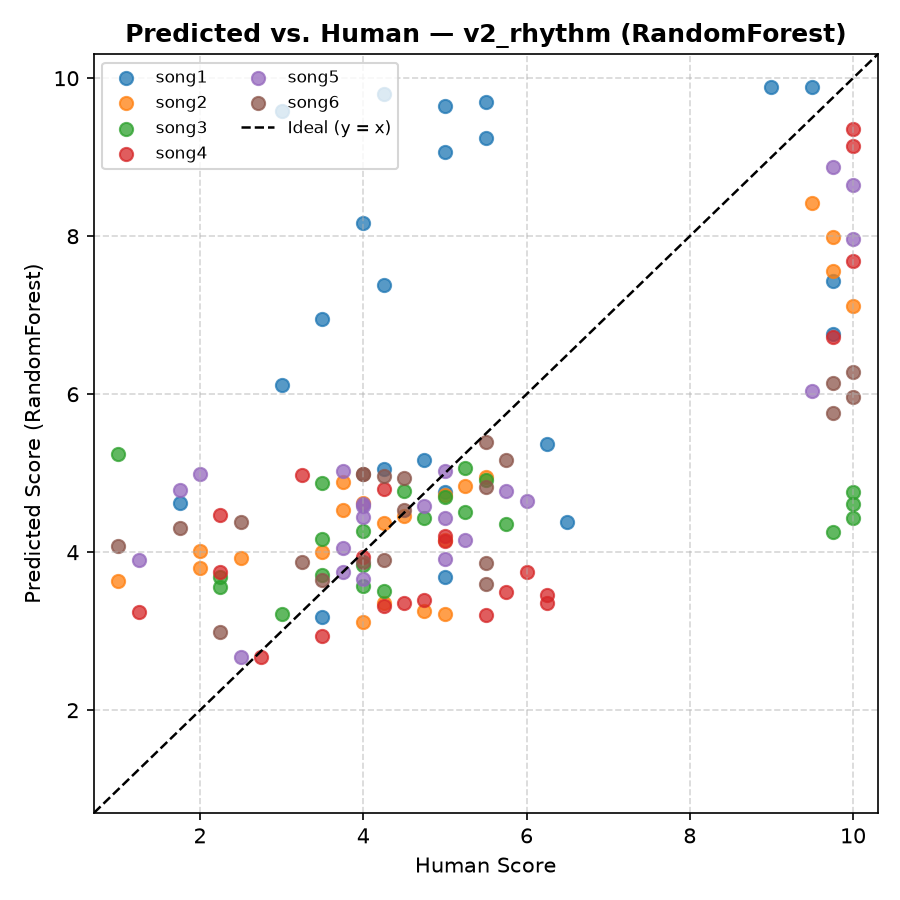 Predicted vs. Human — v2_rhythm (RandomForest)
song1
song2
song3
song4
song5
song6
Ideal (y = x)
Predicted Score (RandomForest)
10
8
6
4
2
2
4
6
8
10
Human Score